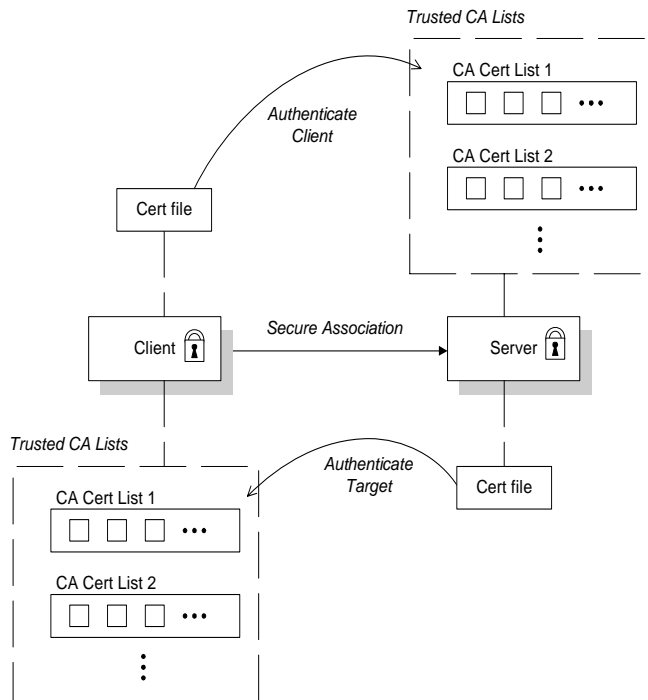 Trusted CA Lists
CA Cert List 1
Authenticate
Client
CA Cert List 2
Cert file
Client
Secure Association
Server
Trusted CA Lists
Authenticate
Target
Cert file
CA Cert List 1
CA Cert List 2